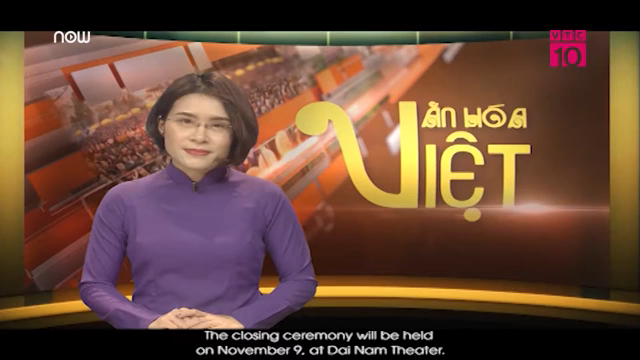 now
VTC
10
VĂN HÓA
VIỆT
The closing ceremony will be held
on November 9, at Dai Nam Theater.